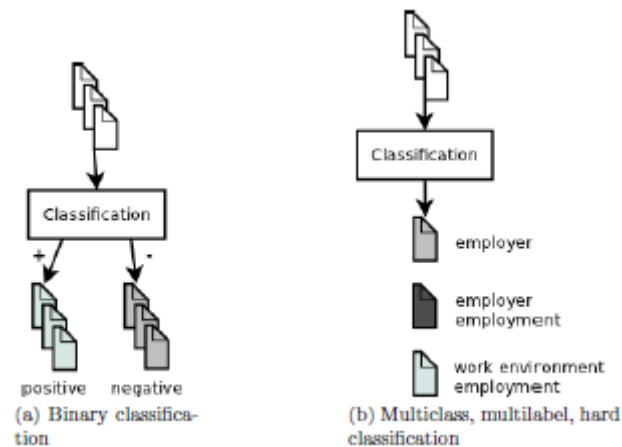 Classification
+ -
positive negative
(a) Binary classifica-
tion
Classification
employer
employer
employment
work environment
employment
(b) Multiclass, multilabel, hard
classification